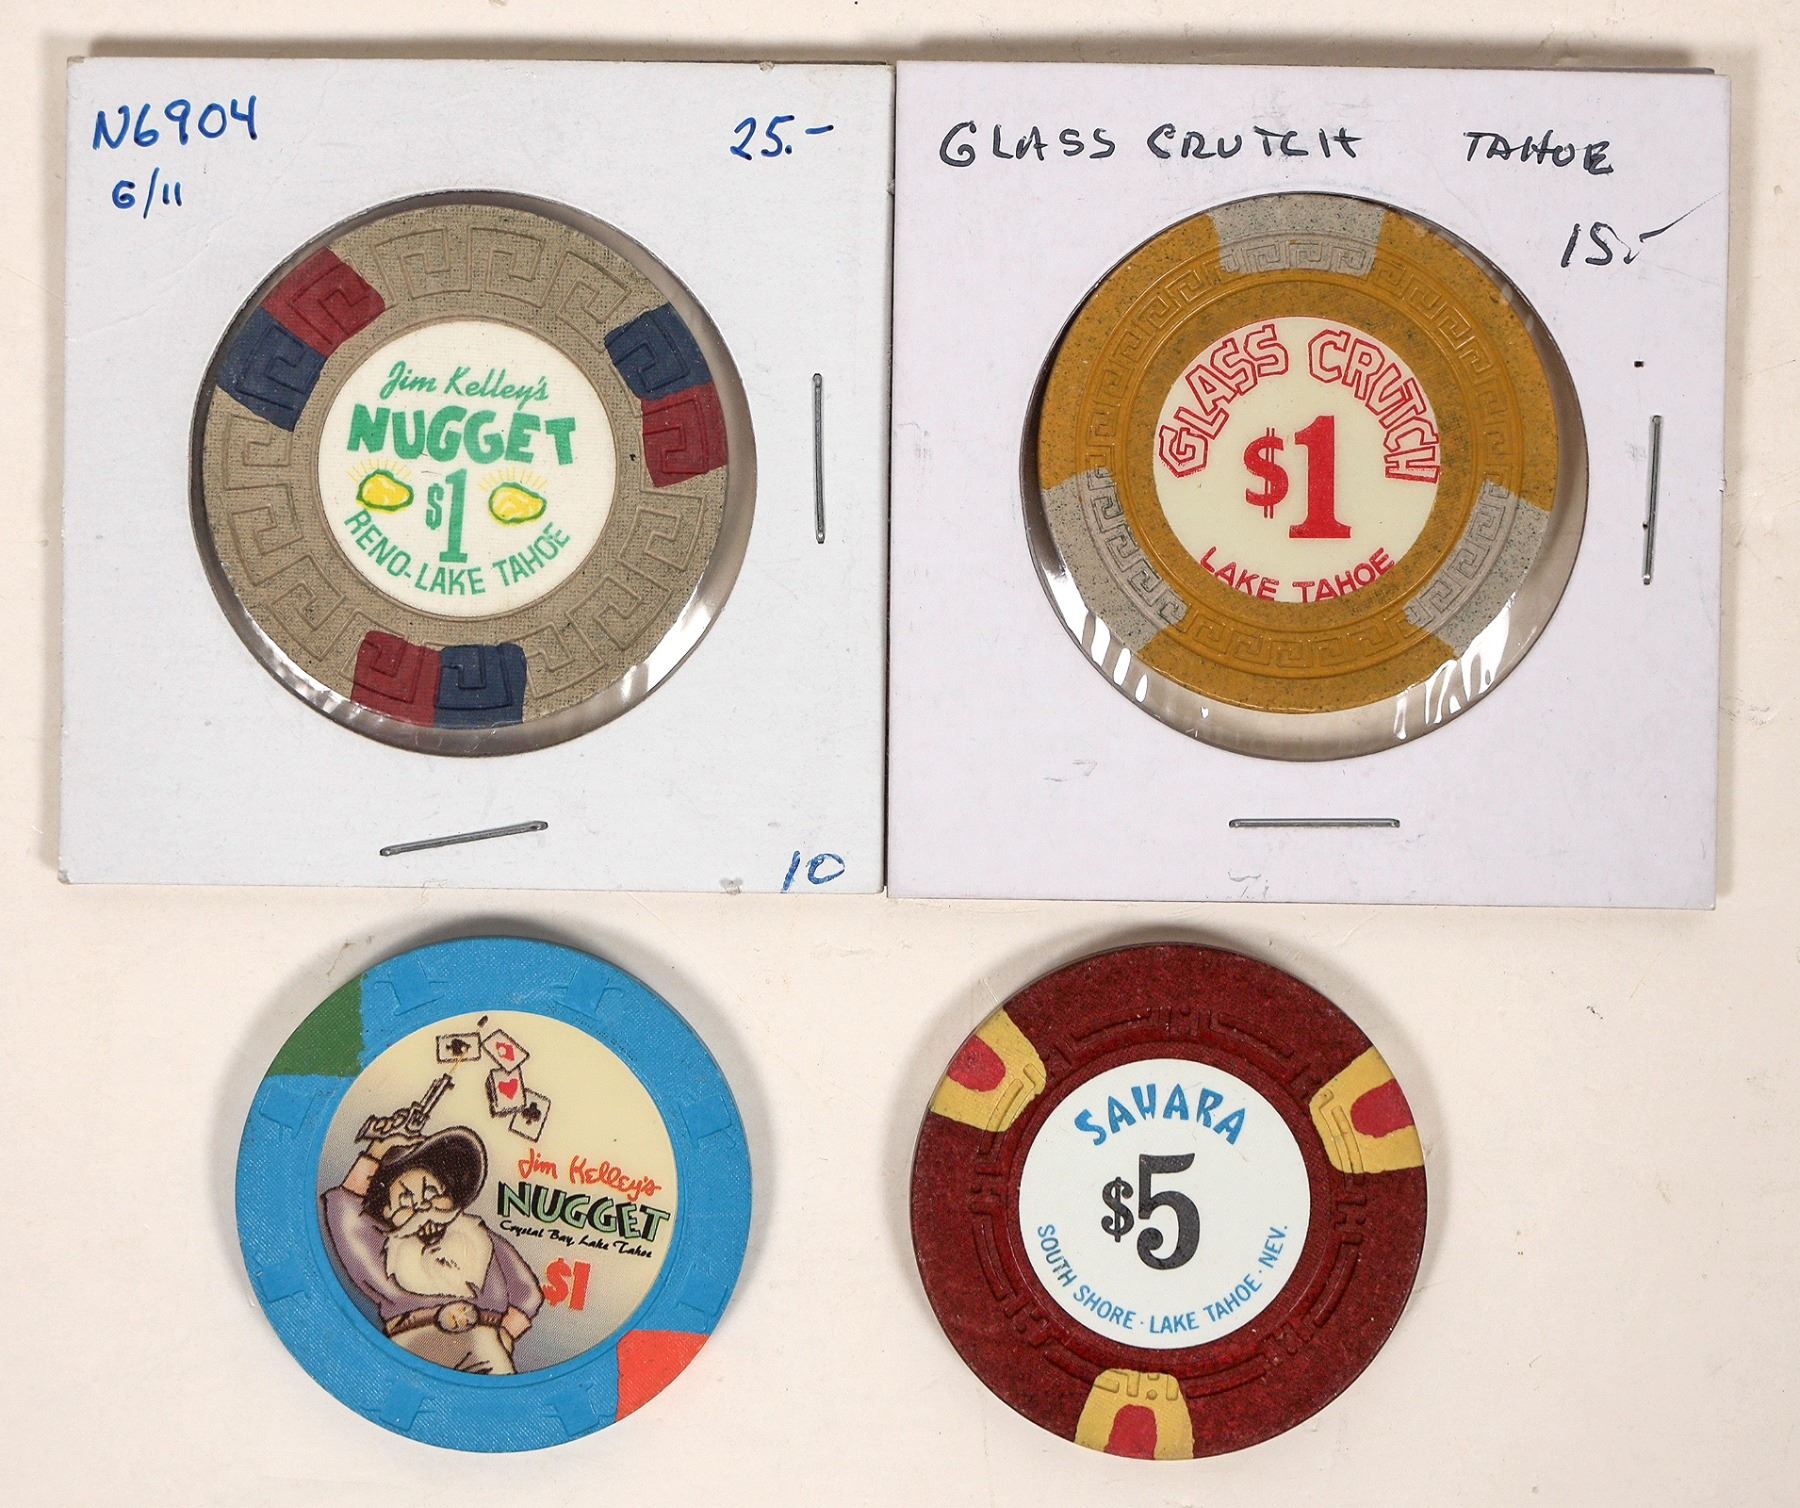 N6904
25.-
6/11
Jim Kelley's
NUGGET
$1
RENO-LAKE TAHOE
10
GLASS CRUTCH TAHOE
15.-
GLASS CRUTCH
$1
LAKE TAHOE
Jim Kelley's
NUGGET
Crystal Bay, Lake Tahoe
$1
SAHARA
$5
SOUTH SHORE · LAKE TAHOE · NEV.